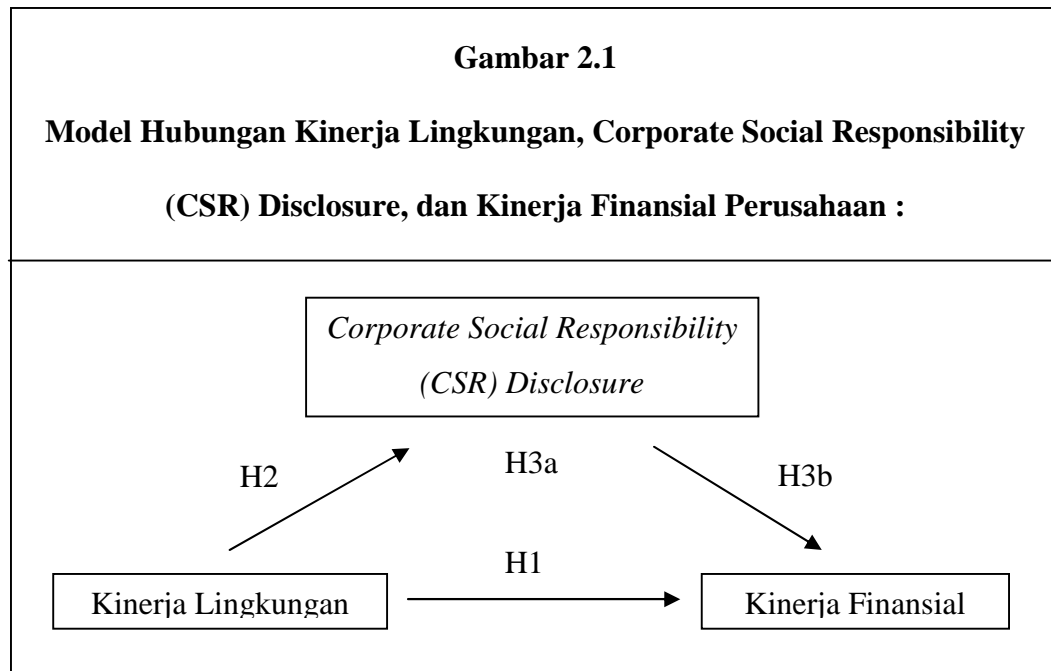 Gambar 2.1
Model Hubungan Kinerja Lingkungan, Corporate Social Responsibility
(CSR) Disclosure, dan Kinerja Finansial Perusahaan :
Corporate Social Responsibility
(CSR) Disclosure
H2
H3a
H3b
H1
Kinerja Lingkungan
Kinerja Finansial